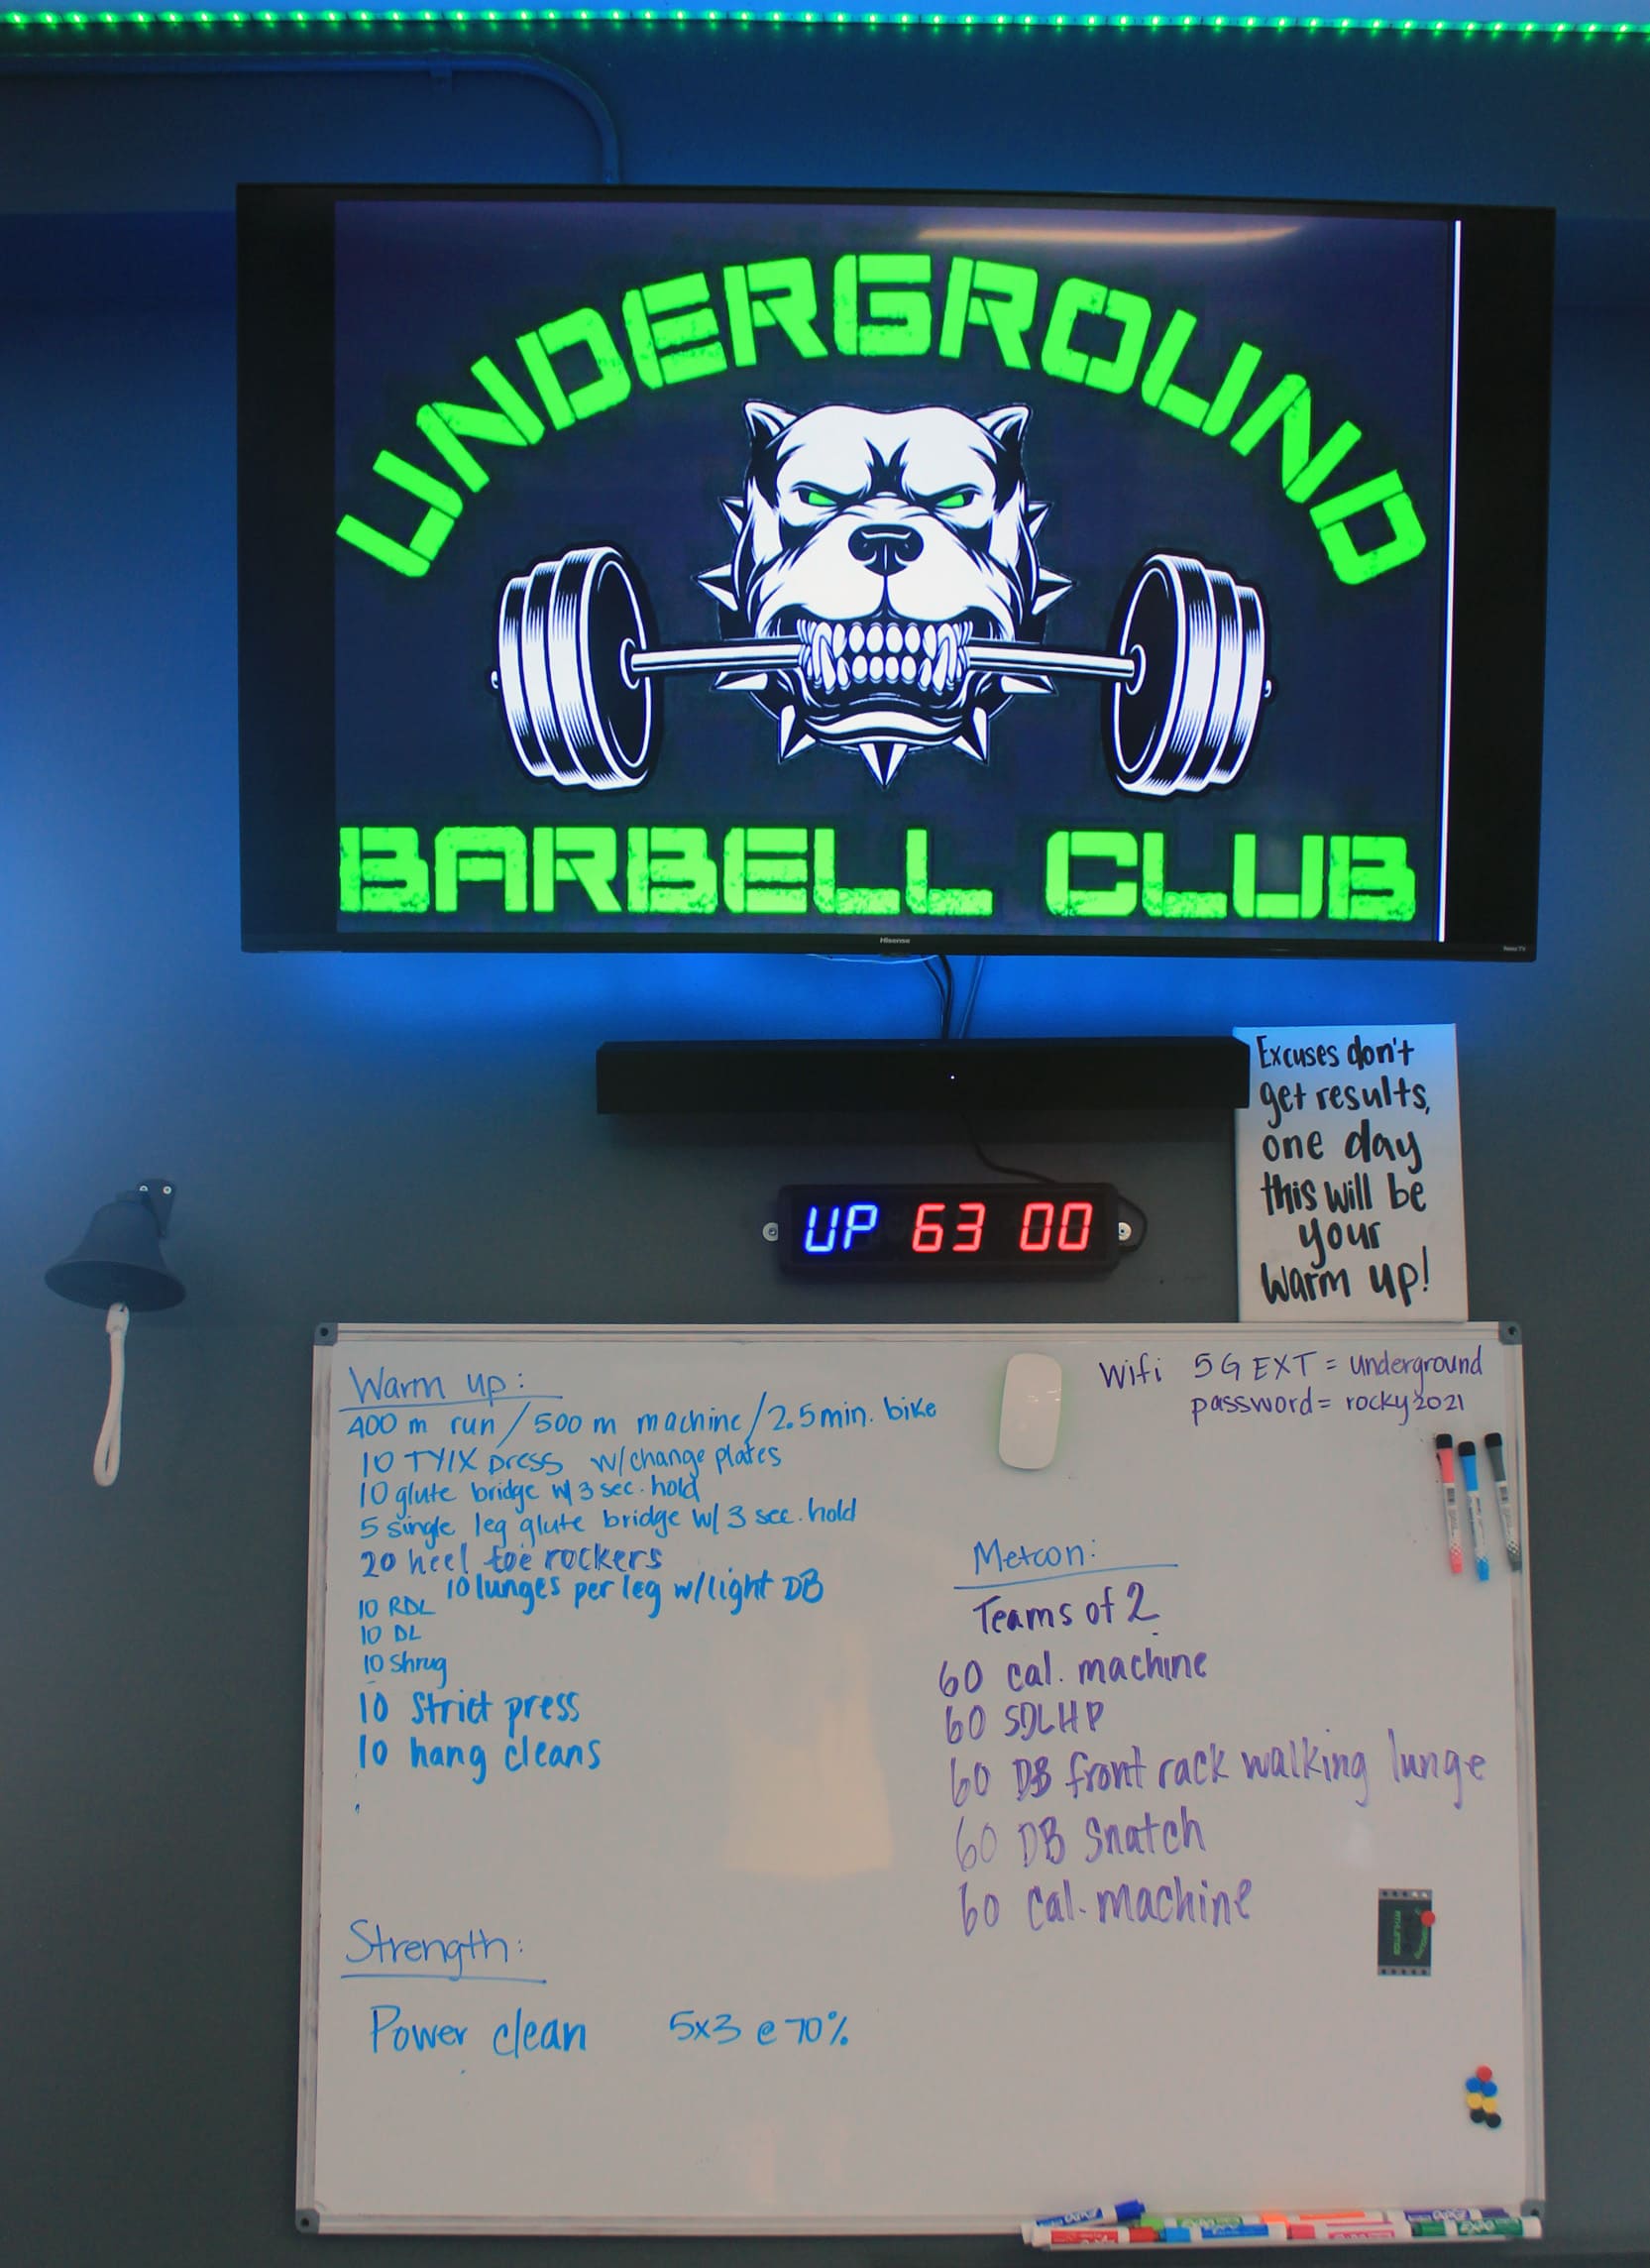 UNDERGROUND
BARBELL CLUB
Hisense
Roku TV
Excuses don't
get results,
one day
this will be
your
warm up!
UP 63 00
Warm up:
400 m run / 500 m machine / 2.5 min. bike
10 TYIX press w/ change plates
10 glute bridge w/ 3 sec. hold
5 single leg glute bridge w/ 3 sec. hold
20 heel toe rockers
10 lunges per leg w/ light DB
10 RDL
10 DL
10 Shrug
10 Strict press
10 hang cleans
Strength:
Power clean 5x3 @ 70%
Wifi 5G EXT = underground
password = rocky2021
Metcon:
Teams of 2
60 cal. machine
60 SDLHP
60 DB front rack walking lunge
60 DB Snatch
60 Cal. machine
ATHLETICS
EXPO